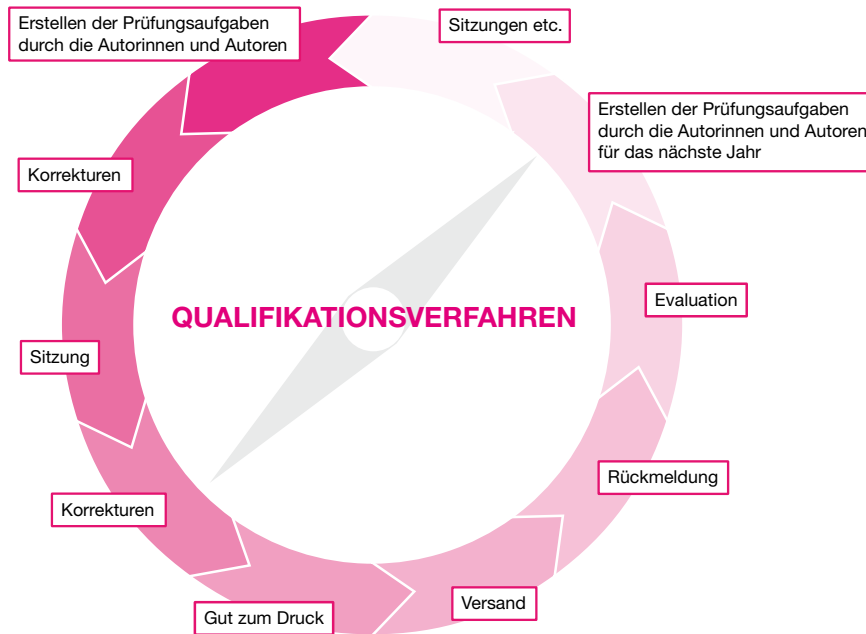 Erstellen der Prüfungsaufgaben
durch die Autorinnen und Autoren
Sitzungen etc.
Erstellen der Prüfungsaufgaben
durch die Autorinnen und Autoren
für das nächste Jahr
Korrekturen
Evaluation
QUALIFIKATIONSVERFAHREN
Sitzung
Rückmeldung
Korrekturen
Versand
Gut zum Druck